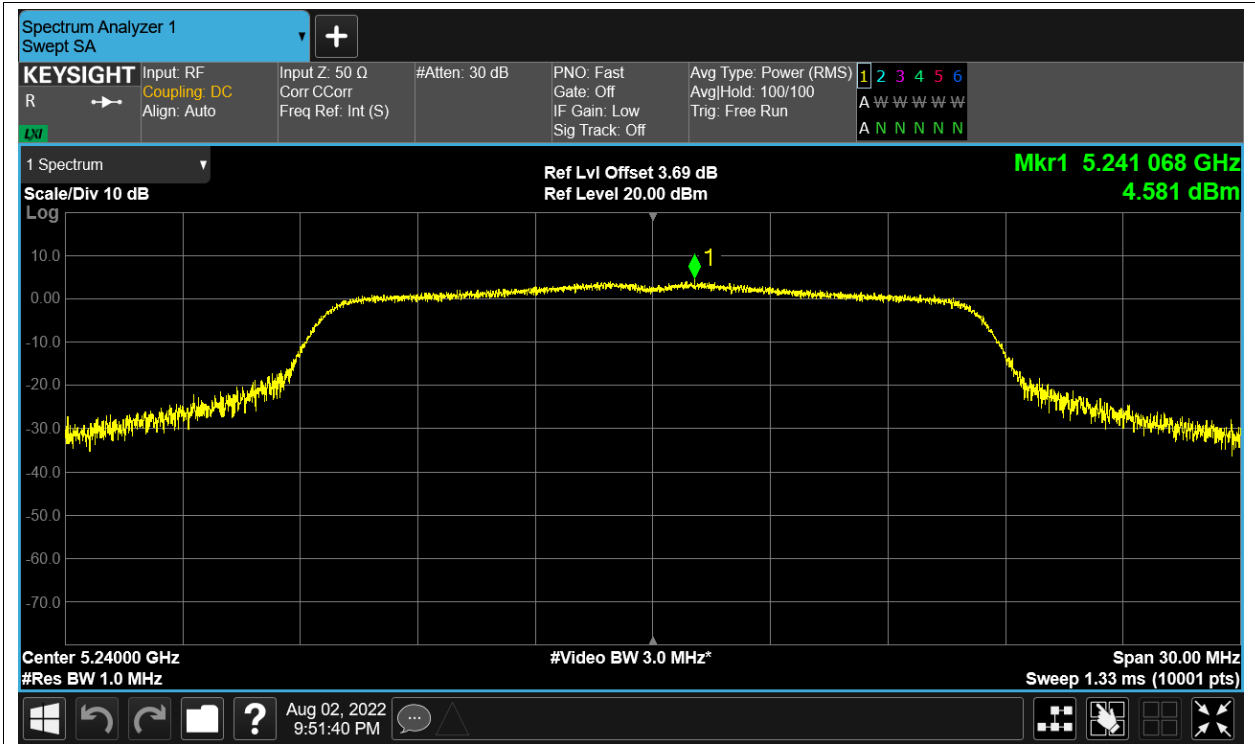 Spectrum Analyzer 1
Swept SA
KEYSIGHT
R
LXI
Input: RF
Coupling: DC
Align: Auto
Input Z: 50 Ω
Corr CCorr
Freq Ref: Int (S)
#Atten: 30 dB
PNO: Fast
Gate: Off
IF Gain: Low
Sig Track: Off
Avg Type: Power (RMS)
Avg|Hold: 100/100
Trig: Free Run
1 2 3 4 5 6
A W W W W W
A N N N N N
1 Spectrum
Scale/Div 10 dB
Log
Ref Lvl Offset 3.69 dB
Ref Level 20.00 dBm
Mkr1 5.241 068 GHz
4.581 dBm
1
10.0
0.00
-10.0
-20.0
-30.0
-40.0
-50.0
-60.0
-70.0
Center 5.24000 GHz
#Video BW 3.0 MHz*
Span 30.00 MHz
#Res BW 1.0 MHz
Sweep 1.33 ms (10001 pts)
?
Aug 02, 2022
9:51:40 PM